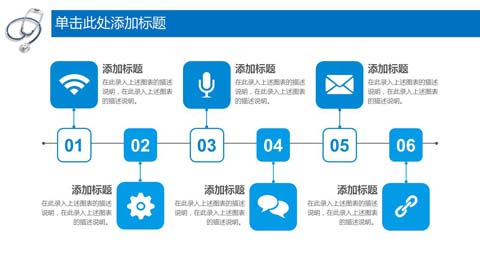 单击此处添加标题
添加标题
在此录入上述图表的描述
说明，在此录入上述图表
的描述说明。
添加标题
在此录入上述图表的描述
说明，在此录入上述图表
的描述说明。
添加标题
在此录入上述图表的描述
说明，在此录入上述图表
的描述说明。
01
02
03
04
05
06
添加标题
在此录入上述图表的描述
说明，在此录入上述图表
的描述说明。
添加标题
在此录入上述图表的描述
说明，在此录入上述图表
的描述说明。
添加标题
在此录入上述图表的描述
说明，在此录入上述图表
的描述说明。